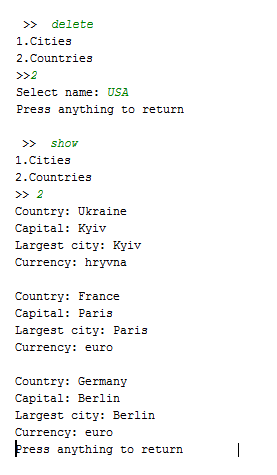 >> delete
1.Cities
2.Countries
>>2
Select name: USA
Press anything to return
>> show
1.Cities
2.Countries
>> 2
Country: Ukraine
Capital: Kyiv
Largest city: Kyiv
Currency: hryvna
Country: France
Capital: Paris
Largest city: Paris
Currency: euro
Country: Germany
Capital: Berlin
Largest city: Berlin
Currency: euro
Press anything to return